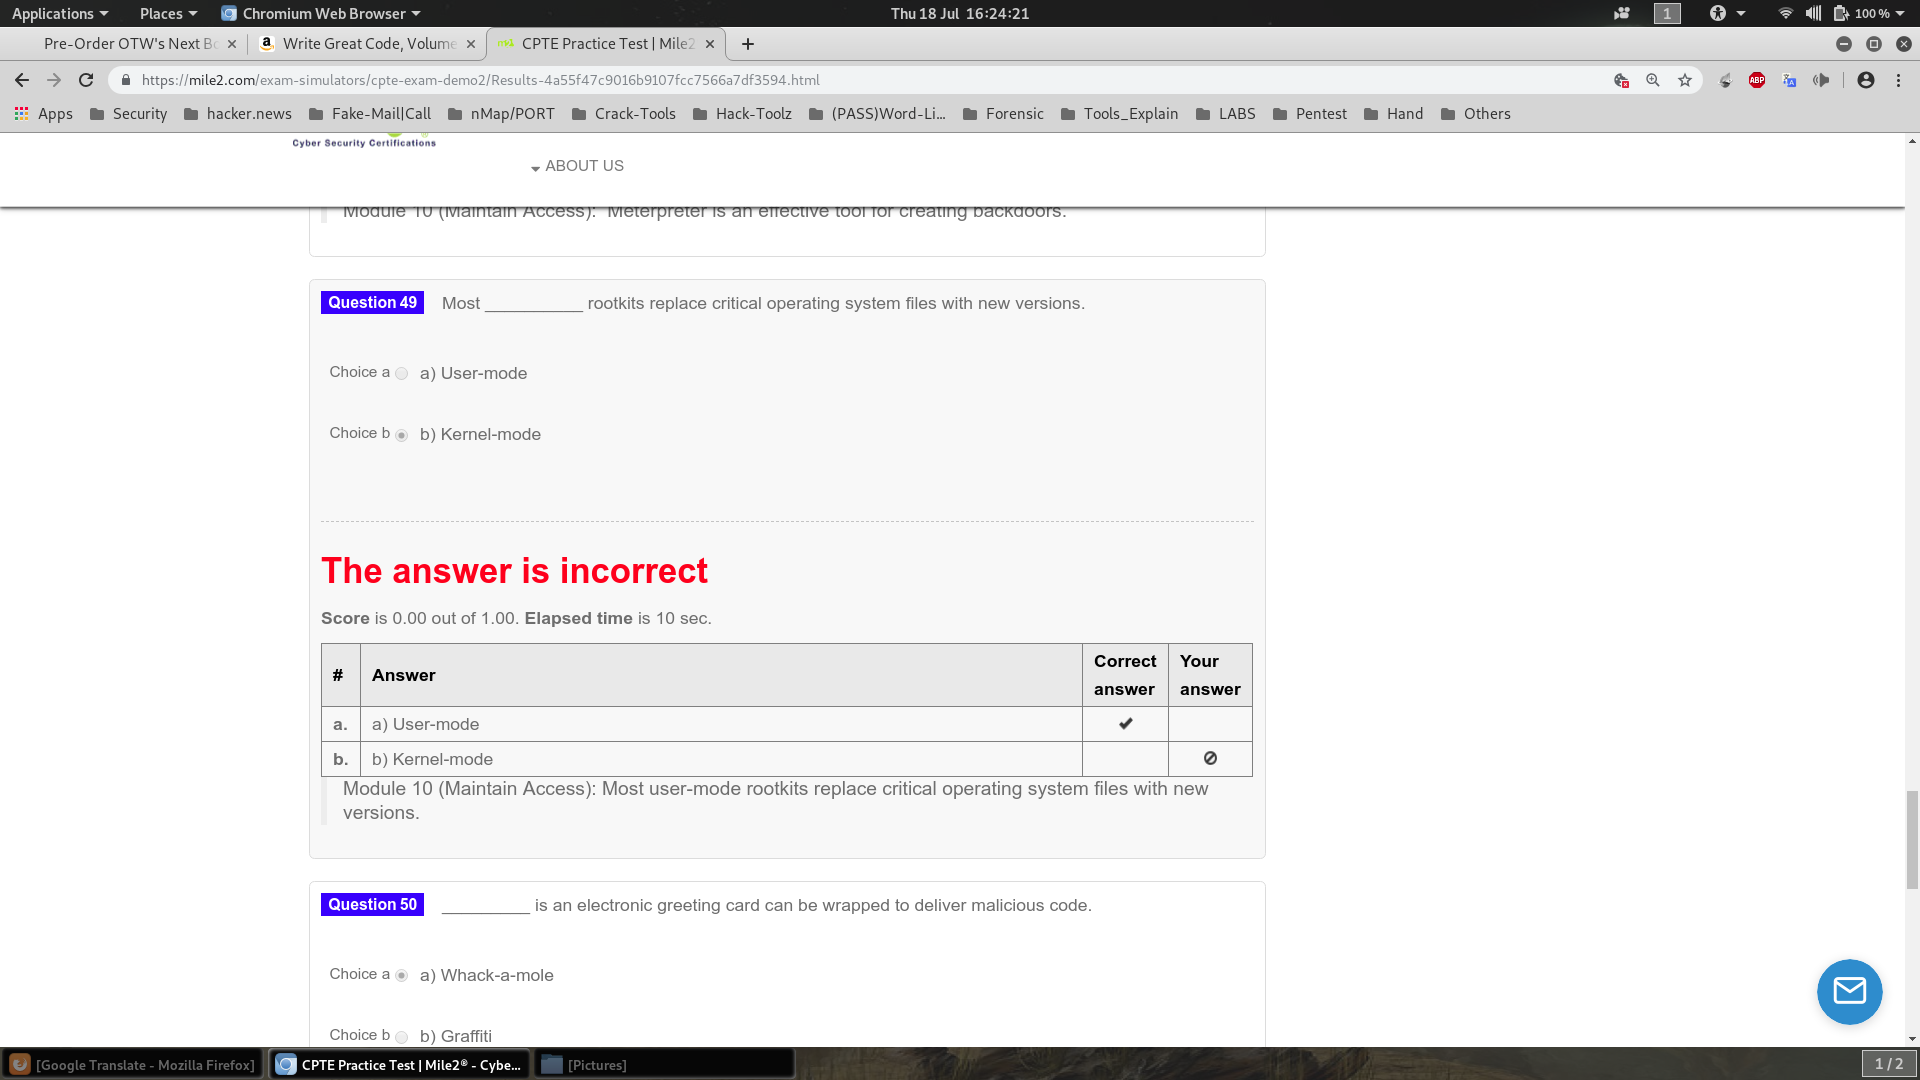 Applications Places Chromium Web Browser Thu 18 Jul 16:24:21 1 100 %
Pre-Order OTW's Next Bo Write Great Code, Volume CPTE Practice Test | Mile2
https://mile2.com/exam-simulators/cpte-exam-demo2/Results-4a55f47c9016b9107fcc7566a7df3594.html ABP
Apps Security hacker.news Fake-Mail|Call nMap/PORT Crack-Tools Hack-Toolz (PASS)Word-Li... Forensic Tools_Explain LABS Pentest Hand Others
Cyber Security Certifications
ABOUT US
Module 10 (Maintain Access): Meterpreter is an effective tool for creating backdoors.
Question 49 Most __________ rootkits replace critical operating system files with new versions.
Choice a a) User-mode
Choice b b) Kernel-mode
The answer is incorrect
Score is 0.00 out of 1.00. Elapsed time is 10 sec.
# Answer Correct answer Your answer
a. a) User-mode
b. b) Kernel-mode
Module 10 (Maintain Access): Most user-mode rootkits replace critical operating system files with new
versions.
Question 50 _________ is an electronic greeting card can be wrapped to deliver malicious code.
Choice a a) Whack-a-mole
Choice b b) Graffiti
[Google Translate - Mozilla Firefox] CPTE Practice Test | Mile2® - Cybe... [Pictures] 1 / 2